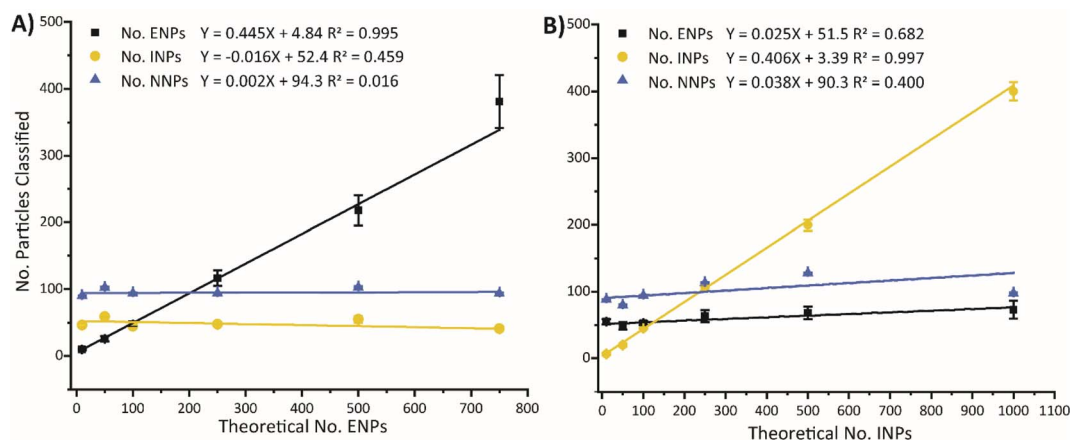 A)
No. ENPs Y = 0.445X + 4.84 R² = 0.995
No. INPs Y = -0.016X + 52.4 R² = 0.459
No. NNPs Y = 0.002X + 94.3 R² = 0.016
500
400
300
200
100
0
No. Particles Classified
0 100 200 300 400 500 600 700 800
Theoretical No. ENPs
B)
No. ENPs Y = 0.025X + 51.5 R² = 0.682
No. INPs Y = 0.406X + 3.39 R² = 0.997
No. NNPs Y = 0.038X + 90.3 R² = 0.400
500
400
300
200
100
0
0 100 200 300 400 500 600 700 800 900 1000 1100
Theoretical No. INPs